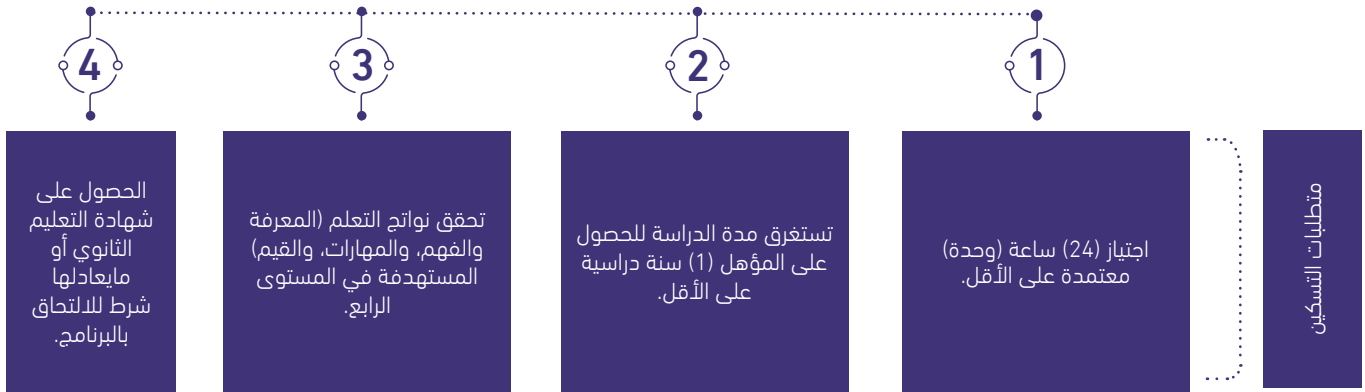 متطلبات التسكين
1
اجتياز (24) ساعة (وحدة)
معتمدة على الأقل.
2
تستغرق مدة الدراسة للحصول
على المؤهل (1) سنة دراسية
على الأقل.
3
تحقق نواتج التعلم (المعرفة
والفهم، والمهارات، والقيم)
المستهدفة في المستوى
الرابع.
4
الحصول على
شهادة التعليم
الثانوي أو
مايعادلها
شرط للالتحاق
بالبرنامج.